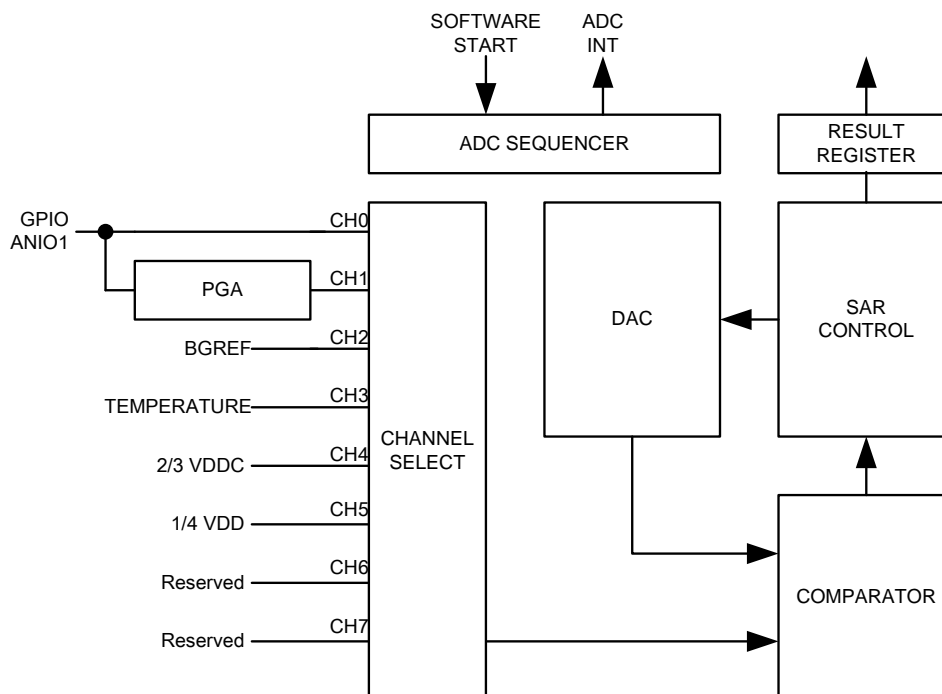 SOFTWARE
START
ADC
INT
ADC SEQUENCER
RESULT
REGISTER
GPIO
ANIO1
CH0
PGA
CH1
BGREF
CH2
TEMPERATURE
CH3
2/3 VDDC
CH4
1/4 VDD
CH5
Reserved
CH6
Reserved
CH7
CHANNEL
SELECT
DAC
SAR
CONTROL
COMPARATOR